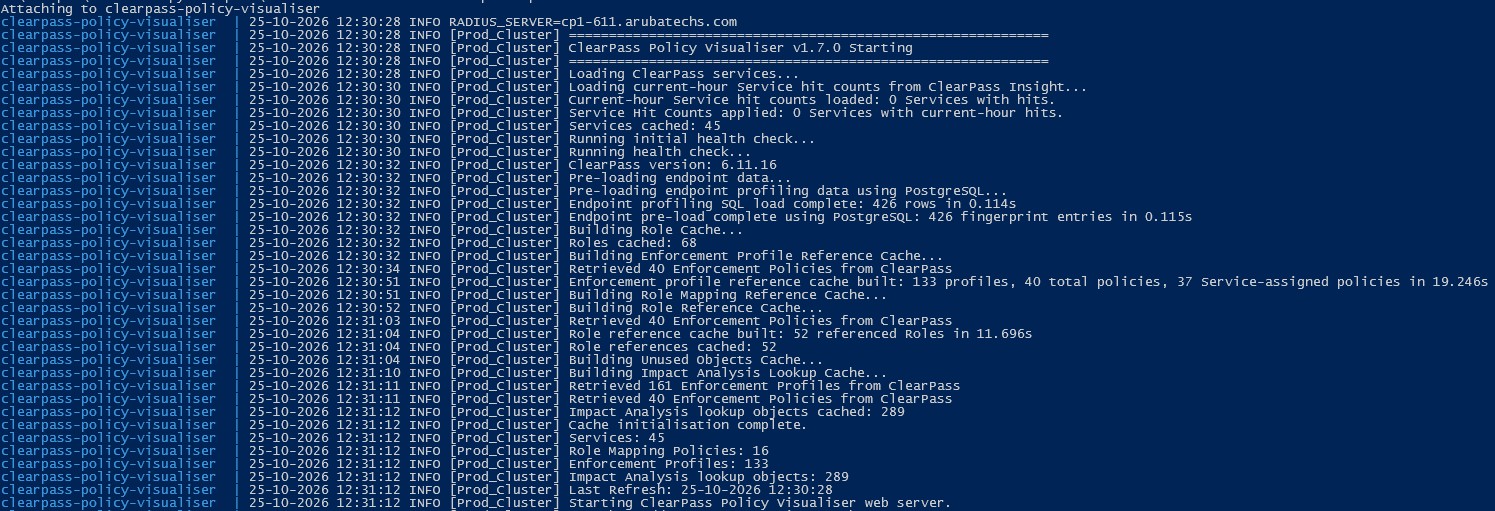 Attaching to clearpass-policy-visualiser
clearpass-policy-visualiser | 25-10-2026 12:30:28 INFO RADIUS_SERVER=cp1-611.arubatechs.com
clearpass-policy-visualiser | 25-10-2026 12:30:28 INFO [Prod_Cluster] ============================================================
clearpass-policy-visualiser | 25-10-2026 12:30:28 INFO [Prod_Cluster] ClearPass Policy Visualiser v1.7.0 Starting
clearpass-policy-visualiser | 25-10-2026 12:30:28 INFO [Prod_Cluster] ============================================================
clearpass-policy-visualiser | 25-10-2026 12:30:28 INFO [Prod_Cluster] Loading ClearPass services...
clearpass-policy-visualiser | 25-10-2026 12:30:30 INFO [Prod_Cluster] Loading current-hour Service hit counts from ClearPass Insight...
clearpass-policy-visualiser | 25-10-2026 12:30:30 INFO [Prod_Cluster] Current-hour Service hit counts loaded: 0 Services with hits.
clearpass-policy-visualiser | 25-10-2026 12:30:30 INFO [Prod_Cluster] Service Hit Counts applied: 0 Services with current-hour hits.
clearpass-policy-visualiser | 25-10-2026 12:30:30 INFO [Prod_Cluster] Services cached: 45
clearpass-policy-visualiser | 25-10-2026 12:30:30 INFO [Prod_Cluster] Running initial health check...
clearpass-policy-visualiser | 25-10-2026 12:30:30 INFO [Prod_Cluster] Running health check...
clearpass-policy-visualiser | 25-10-2026 12:30:32 INFO [Prod_Cluster] ClearPass version: 6.11.16
clearpass-policy-visualiser | 25-10-2026 12:30:32 INFO [Prod_Cluster] Pre-loading endpoint data...
clearpass-policy-visualiser | 25-10-2026 12:30:32 INFO [Prod_Cluster] Pre-loading endpoint profiling data using PostgreSQL...
clearpass-policy-visualiser | 25-10-2026 12:30:32 INFO [Prod_Cluster] Endpoint profiling SQL load complete: 426 rows in 0.114s
clearpass-policy-visualiser | 25-10-2026 12:30:32 INFO [Prod_Cluster] Endpoint pre-load complete using PostgreSQL: 426 fingerprint entries in 0.115s
clearpass-policy-visualiser | 25-10-2026 12:30:32 INFO [Prod_Cluster] Building Role Cache...
clearpass-policy-visualiser | 25-10-2026 12:30:32 INFO [Prod_Cluster] Roles cached: 68
clearpass-policy-visualiser | 25-10-2026 12:30:32 INFO [Prod_Cluster] Building Enforcement Profile Reference Cache...
clearpass-policy-visualiser | 25-10-2026 12:30:34 INFO [Prod_Cluster] Retrieved 40 Enforcement Policies from ClearPass
clearpass-policy-visualiser | 25-10-2026 12:30:51 INFO [Prod_Cluster] Enforcement profile reference cache built: 133 profiles, 40 total policies, 37 Service-assigned policies in 19.246s
clearpass-policy-visualiser | 25-10-2026 12:30:51 INFO [Prod_Cluster] Building Role Mapping Reference Cache...
clearpass-policy-visualiser | 25-10-2026 12:30:52 INFO [Prod_Cluster] Building Role Reference Cache...
clearpass-policy-visualiser | 25-10-2026 12:31:03 INFO [Prod_Cluster] Retrieved 40 Enforcement Policies from ClearPass
clearpass-policy-visualiser | 25-10-2026 12:31:04 INFO [Prod_Cluster] Role reference cache built: 52 referenced Roles in 11.696s
clearpass-policy-visualiser | 25-10-2026 12:31:04 INFO [Prod_Cluster] Role references cached: 52
clearpass-policy-visualiser | 25-10-2026 12:31:04 INFO [Prod_Cluster] Building Unused Objects Cache...
clearpass-policy-visualiser | 25-10-2026 12:31:10 INFO [Prod_Cluster] Building Impact Analysis Lookup Cache...
clearpass-policy-visualiser | 25-10-2026 12:31:11 INFO [Prod_Cluster] Retrieved 161 Enforcement Profiles from ClearPass
clearpass-policy-visualiser | 25-10-2026 12:31:11 INFO [Prod_Cluster] Retrieved 40 Enforcement Policies from ClearPass
clearpass-policy-visualiser | 25-10-2026 12:31:12 INFO [Prod_Cluster] Impact Analysis lookup objects cached: 289
clearpass-policy-visualiser | 25-10-2026 12:31:12 INFO [Prod_Cluster] Cache initialisation complete.
clearpass-policy-visualiser | 25-10-2026 12:31:12 INFO [Prod_Cluster] Services: 45
clearpass-policy-visualiser | 25-10-2026 12:31:12 INFO [Prod_Cluster] Role Mapping Policies: 16
clearpass-policy-visualiser | 25-10-2026 12:31:12 INFO [Prod_Cluster] Enforcement Profiles: 133
clearpass-policy-visualiser | 25-10-2026 12:31:12 INFO [Prod_Cluster] Impact Analysis lookup objects: 289
clearpass-policy-visualiser | 25-10-2026 12:31:12 INFO [Prod_Cluster] Last Refresh: 25-10-2026 12:30:28
clearpass-policy-visualiser | 25-10-2026 12:31:12 INFO [Prod_Cluster] Starting ClearPass Policy Visualiser web server.